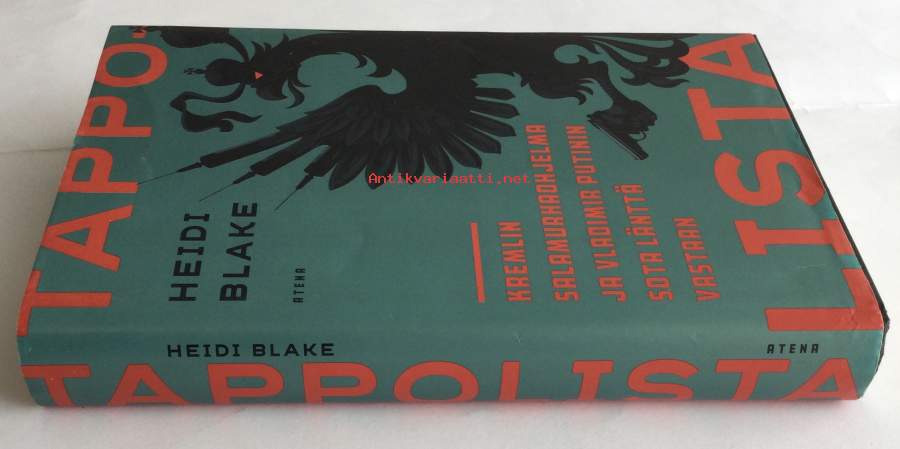 TAPPO-
LISTA
HEIDI
BLAKE
ATENA
KREMLIN
SALAMURHAOHJELMA
JA VLADIMIR PUTININ
SOTA LÄNTTÄ
VASTAAN
Antikvariaatti.net
HEIDI BLAKE
ATENA
TAPPOLISTA